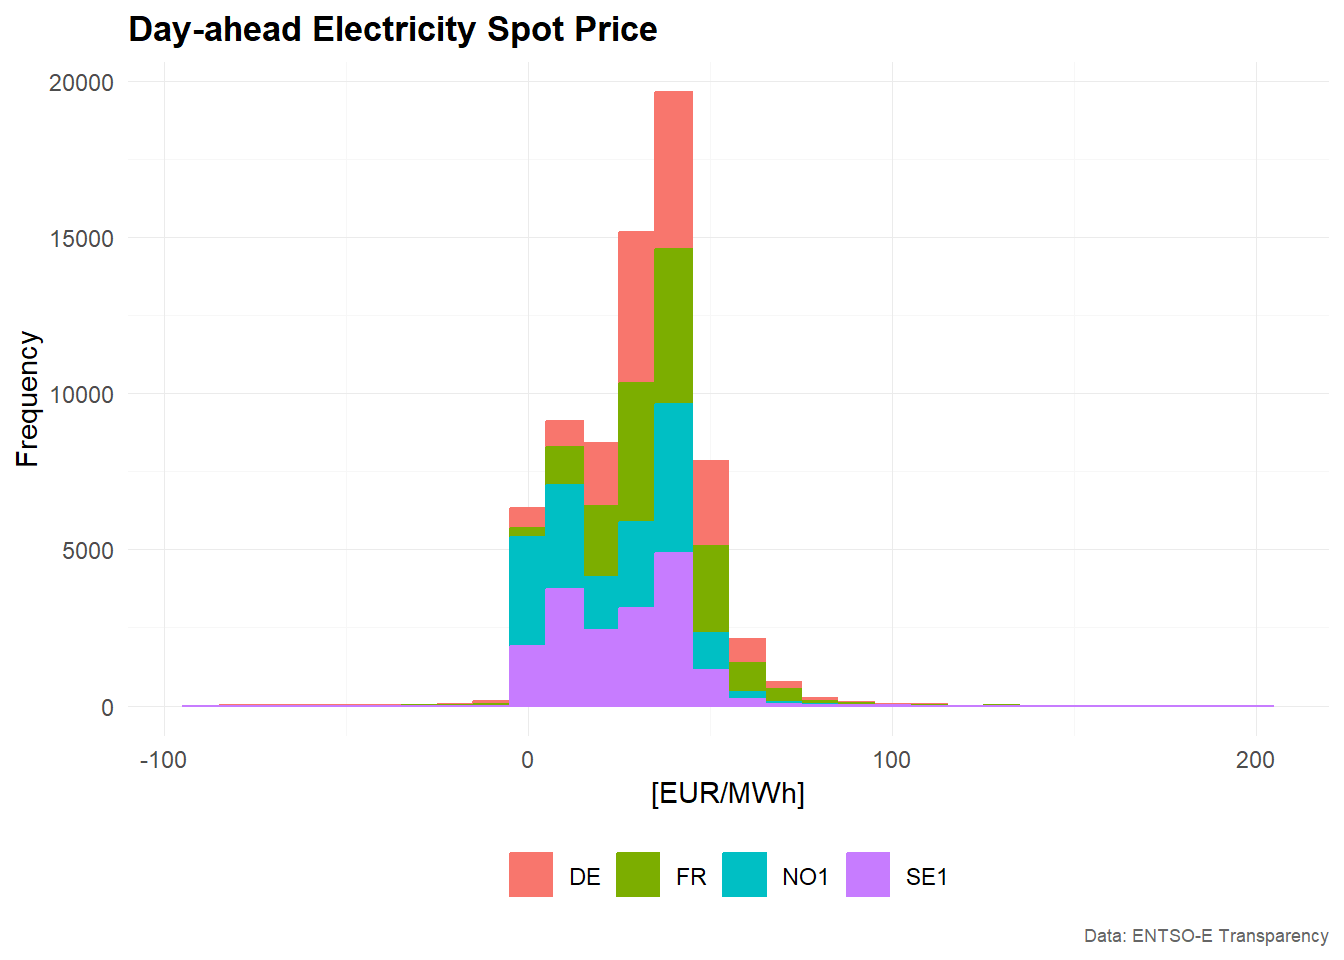 Day-ahead Electricity Spot Price
20000
15000
10000
5000
0
Frequency
-100 0 100 200
[EUR/MWh]
DE FR NO1 SE1
Data: ENTSO-E Transparency